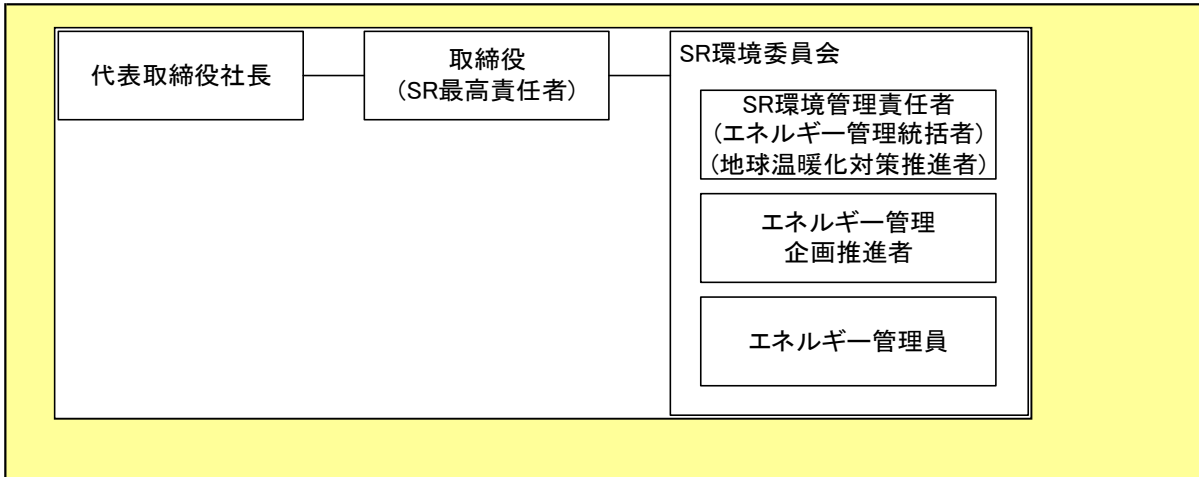 代表取締役社長
取締役
（SR最高責任者）
SR環境委員会
SR環境管理責任者
（エネルギー管理統括者）
（地球温暖化対策推進者）
エネルギー管理
企画推進者
エネルギー管理員